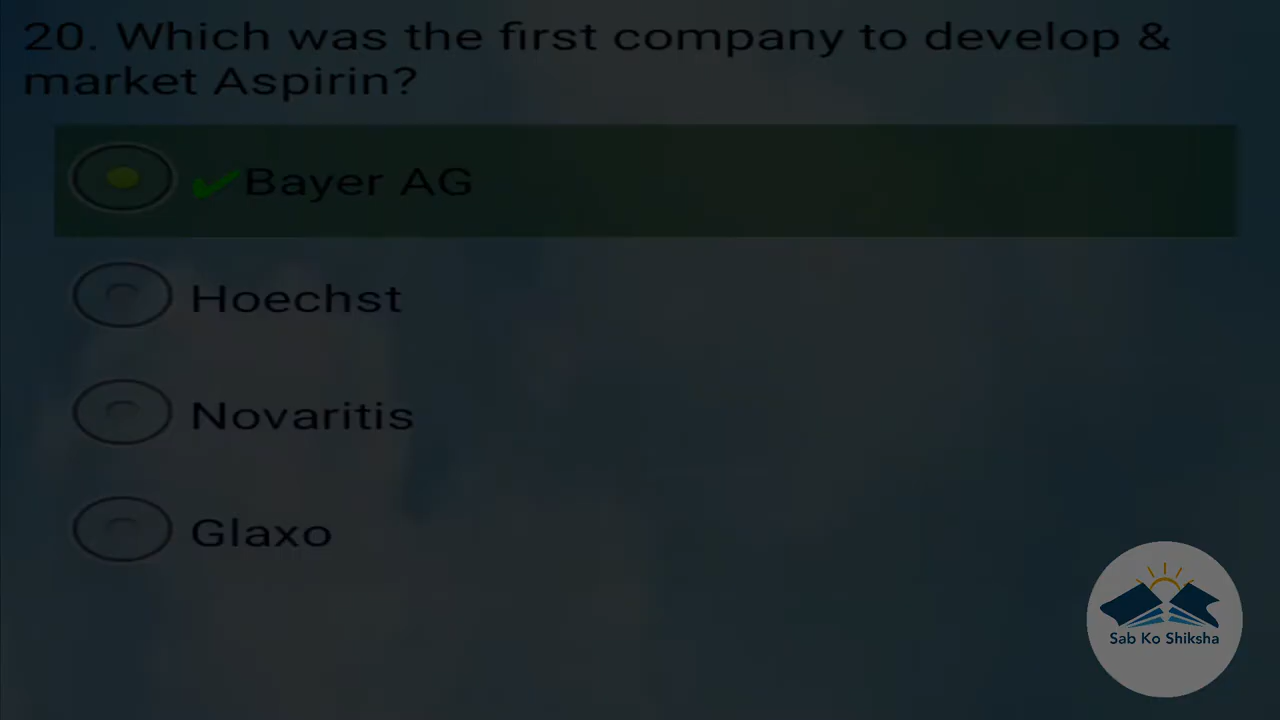 20. Which was the first company to develop &
market Aspirin?
✔Bayer AG
Hoechst
Novaritis
Glaxo
Sab Ko Shiksha